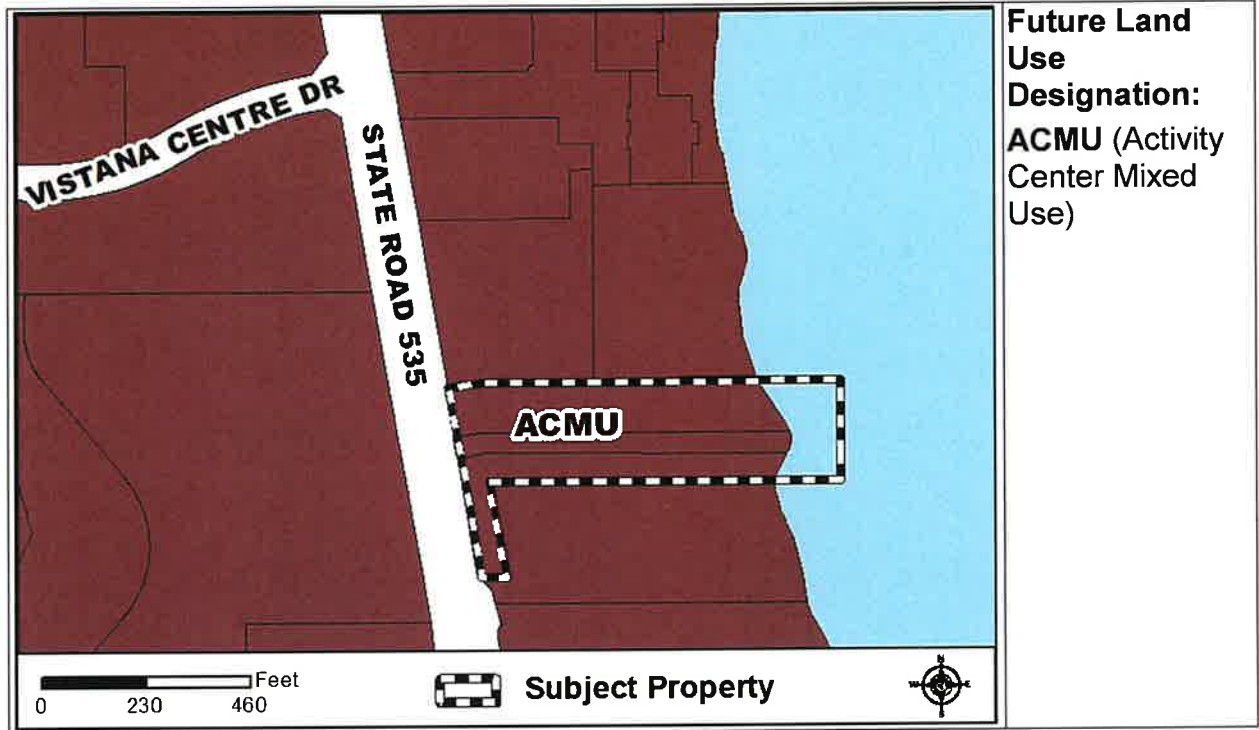 Future Land
Use
Designation:
ACMU (Activity
Center Mixed
Use)
VISTANA CENTRE DR
STATE ROAD 535
ACMU
Feet
0 230 460
Subject Property
N
W E
S